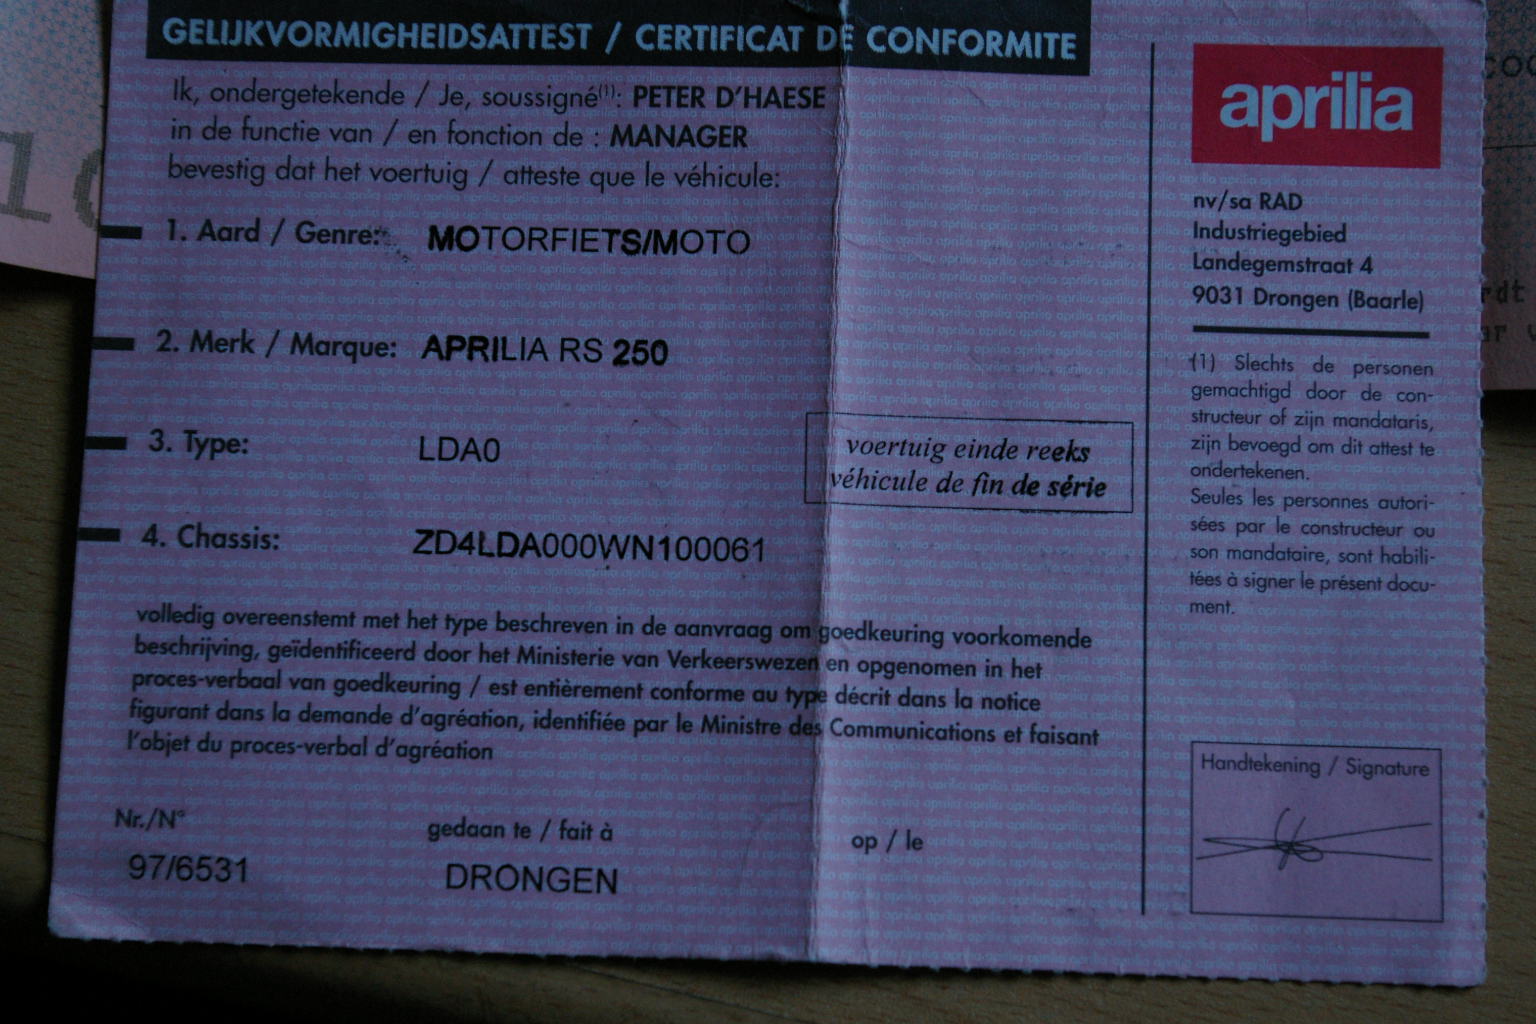 GELIJKVORMIGHEIDSATTEST / CERTIFICAT DE CONFORMITE
Ik, ondergetekende / Je, soussigné(1): PETER D'HAESE
in de functie van / en fonction de : MANAGER
bevestig dat het voertuig / atteste que le véhicule:
1. Aard / Genre: MOTORFIETS/MOTO
2. Merk / Marque: APRILIA RS 250
3. Type: LDA0
voertuig einde reeks
véhicule de fin de série
4. Chassis: ZD4LDA000WN100061
volledig overeenstemt met het type beschreven in de aanvraag om goedkeuring voorkomende
beschrijving, geïdentificeerd door het Ministerie van Verkeerswezen en opgenomen in het
proces-verbaal van goedkeuring / est entièrement conforme au type décrit dans la notice
figurant dans la demande d'agréation, identifiée par le Ministre des Communications et faisant
l'objet du proces-verbal d'agréation
Nr./N° gedaan te / fait à op / le
97/6531 DRONGEN
aprilia
nv/sa RAD
Industriegebied
Landegemstraat 4
9031 Drongen (Baarle)
(1) Slechts de personen
gemachtigd door de con-
structeur of zijn mandataris,
zijn bevoegd om dit attest te
ondertekenen.
Seules les personnes autori-
sées par le constructeur ou
son mandataire, sont habili-
tées à signer le présent docu-
ment.
Handtekening / Signature